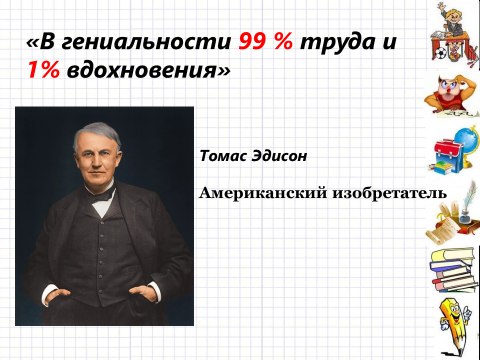 «В гениальности 99 % труда и
1% вдохновения»
Томас Эдисон
Американский изобретатель